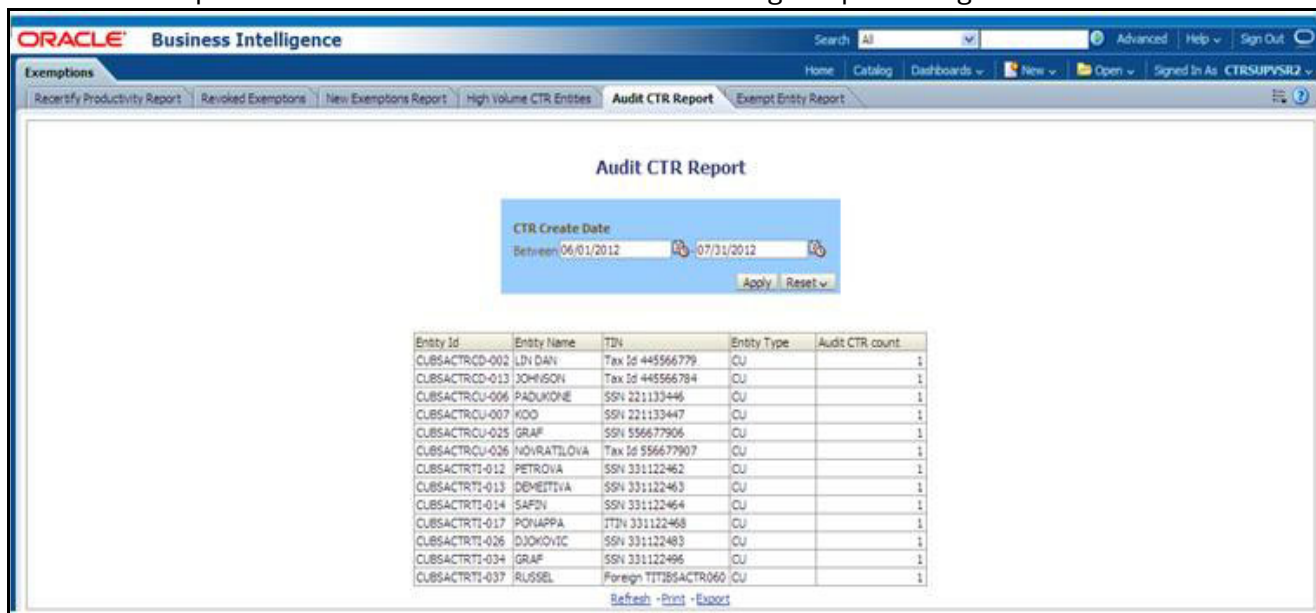 ORACLE Business Intelligence Search All Advanced Help Sign Out
Exemptions Home Catalog Dashboards New Open Signed In As CTRSUPVSR2
Recertify Productivity Report Revoked Exemptions New Exemptions Report High Volume CTR Entities Audit CTR Report Exempt Entity Report
Audit CTR Report
CTR Create Date
Between 06/01/2012 - 07/31/2012
Apply Reset
Entity Id Entity Name TIN Entity Type Audit CTR count
CUBSACTRCD-002 LIN DAN Tax Id 445566779 CU 1
CUBSACTRCD-013 JOHNSON Tax Id 445566784 CU 1
CUBSACTRCU-006 PADUKONE SSN 221133446 CU 1
CUBSACTRCU-007 KOO SSN 221133447 CU 1
CUBSACTRCU-025 GRAF SSN 556677906 CU 1
CUBSACTRCU-026 NOVRATILOVA Tax Id 556677907 CU 1
CUBSACTRTI-012 PETROVA SSN 331122462 CU 1
CUBSACTRTI-013 DEMEITIVA SSN 331122463 CU 1
CUBSACTRTI-014 SAFIN SSN 331122464 CU 1
CUBSACTRTI-017 PONAPPA ITIN 331122468 CU 1
CUBSACTRTI-026 DJOKOVIC SSN 331122483 CU 1
CUBSACTRTI-034 GRAF SSN 331122496 CU 1
CUBSACTRTI-037 RUSSEL Foreign TITIBSACTR060 CU 1
Refresh - Print - Export